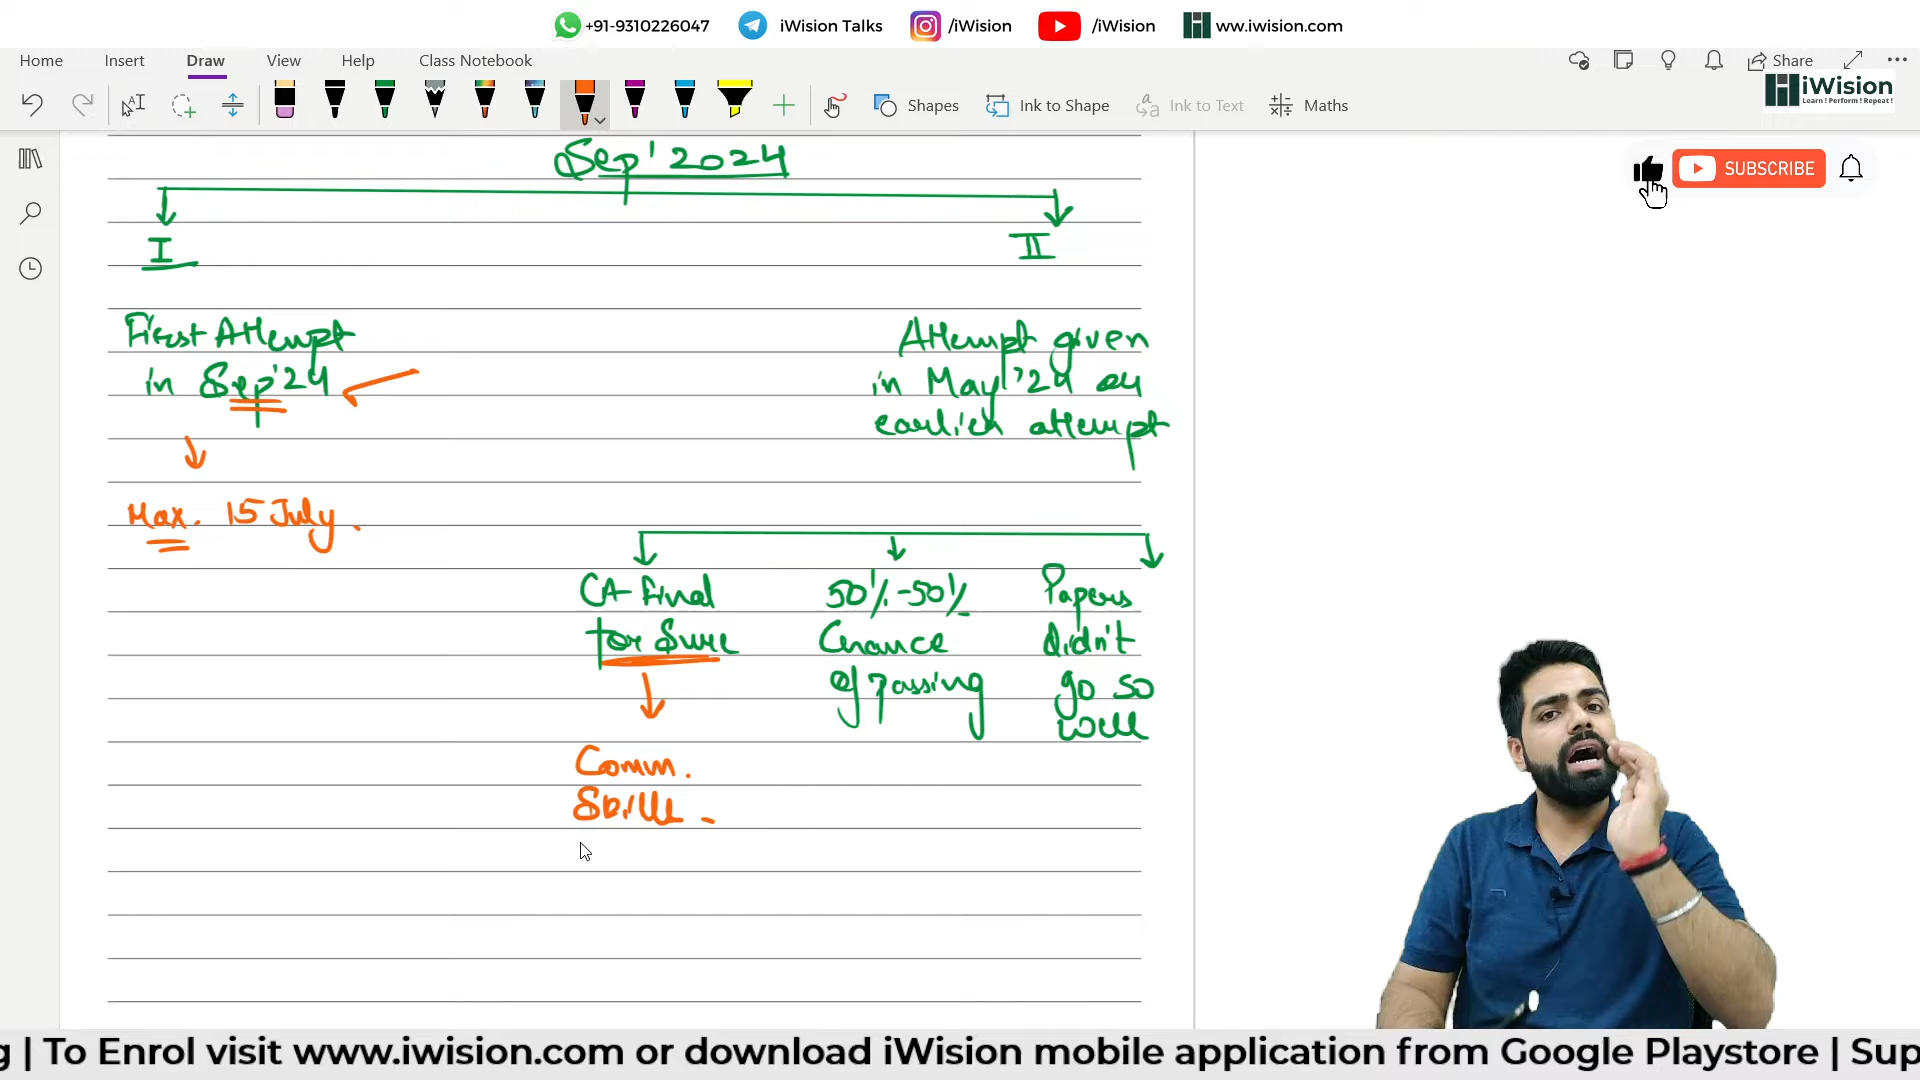 +91-9310226047 iWision Talks /iWision /iWision ww.iwision.com
Home Insert Draw View Help Class Notebook Share
Shapes Ink to Shape Ink to Text Maths
iWision
Learn ! Perform ! Repeat !
SUBSCRIBE
Sep' 2024
I
II
First Attempt
in Sep'24
Max. 15 July.
Attempt given
in May '24 or
earlier attempt
CA-Final
for Sure
Comm.
Skills -
50%-50%
Chance
of passing
Papers
didn't
go so
well
g | To Enrol visit www.iwision.com or download iWision mobile application from Google Playstore | Sup